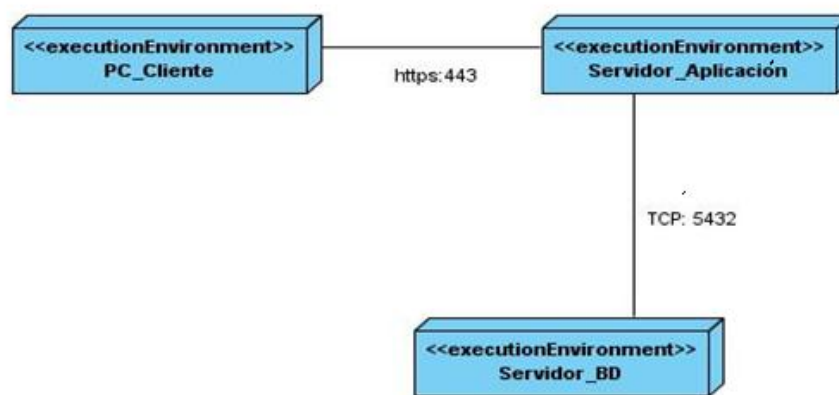 <<executionEnvironment>>
PC_Cliente
https:443
<<executionEnvironment>>
Servidor_Aplicación
TCP: 5432
<<executionEnvironment>>
Servidor_BD